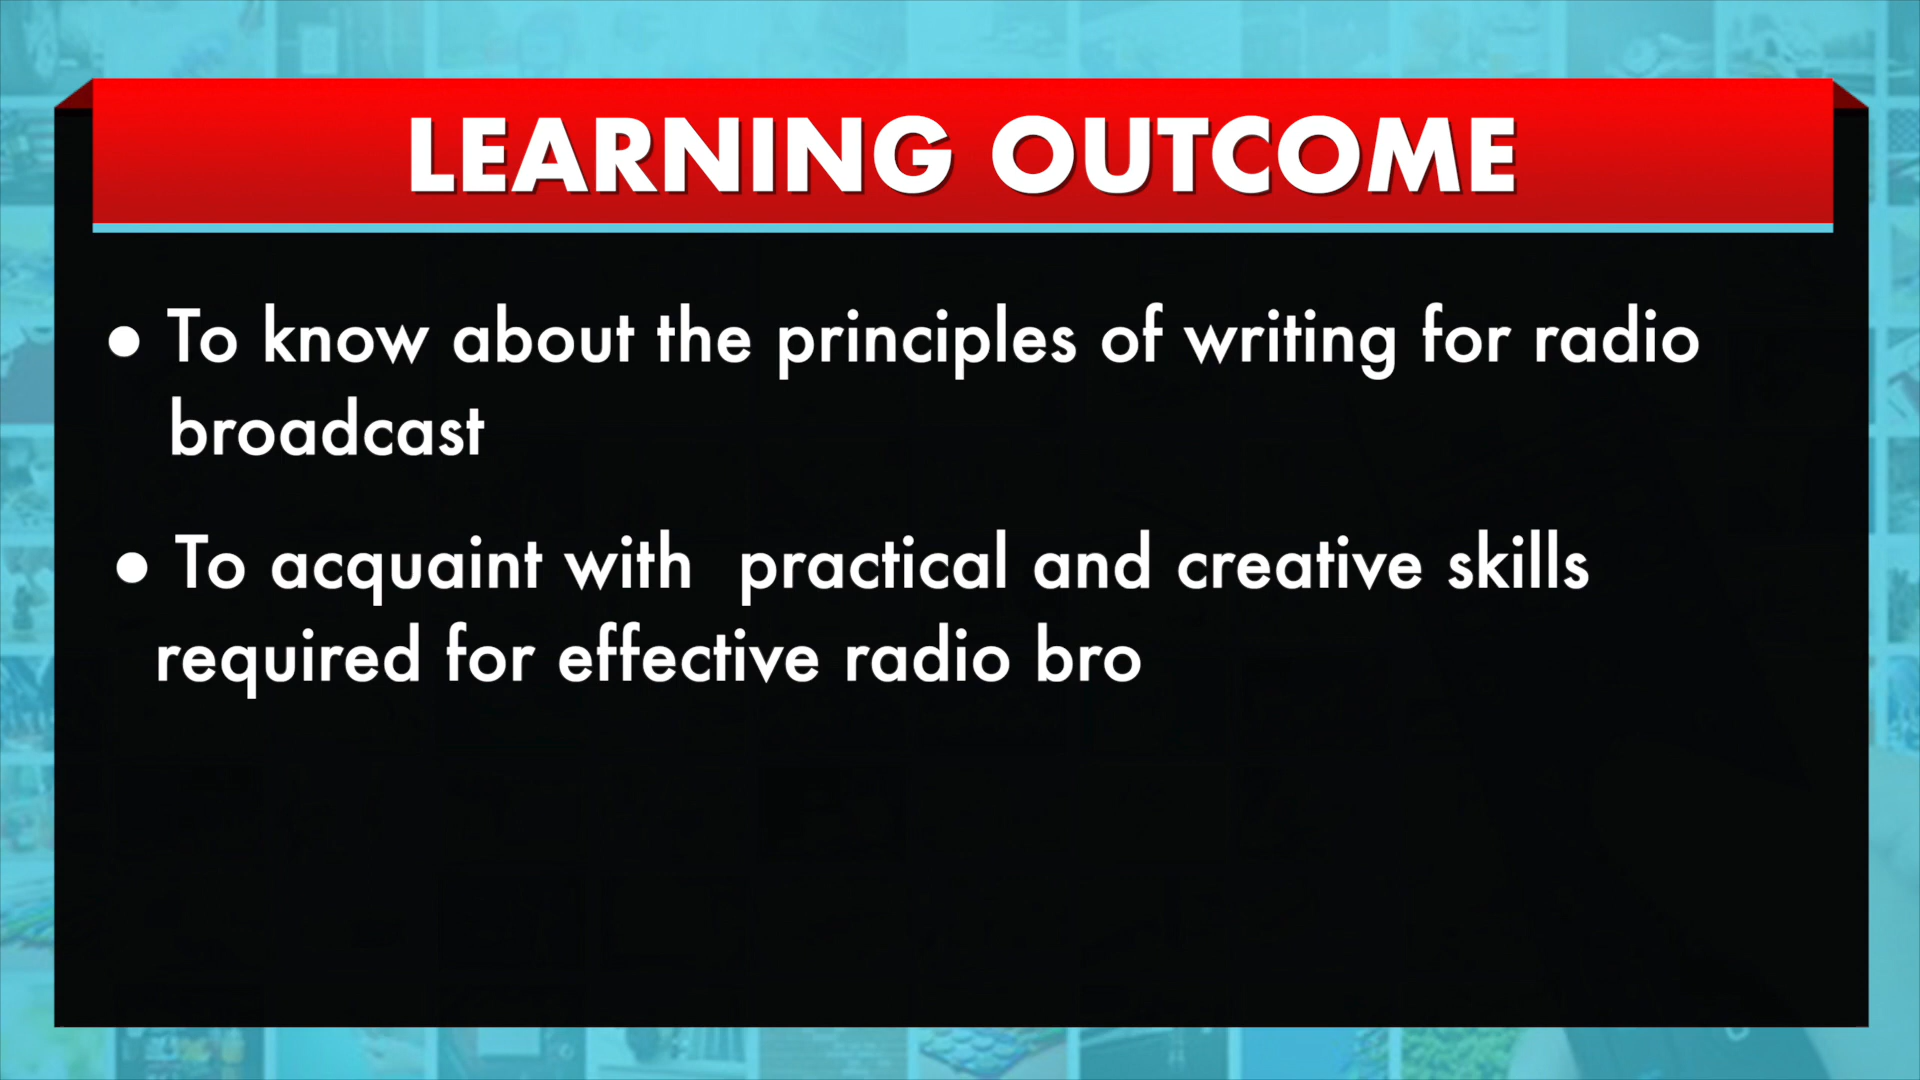 LEARNING OUTCOME
• To know about the principles of writing for radio
broadcast
• To acquaint with  practical and creative skills
required for effective radio bro